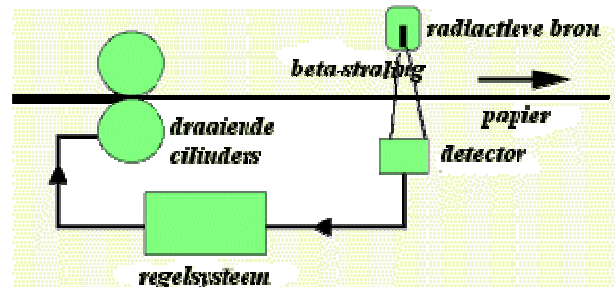 radiactieve bron
beta-straling
papier
draaiende
cilinders
detector
regelsysteem